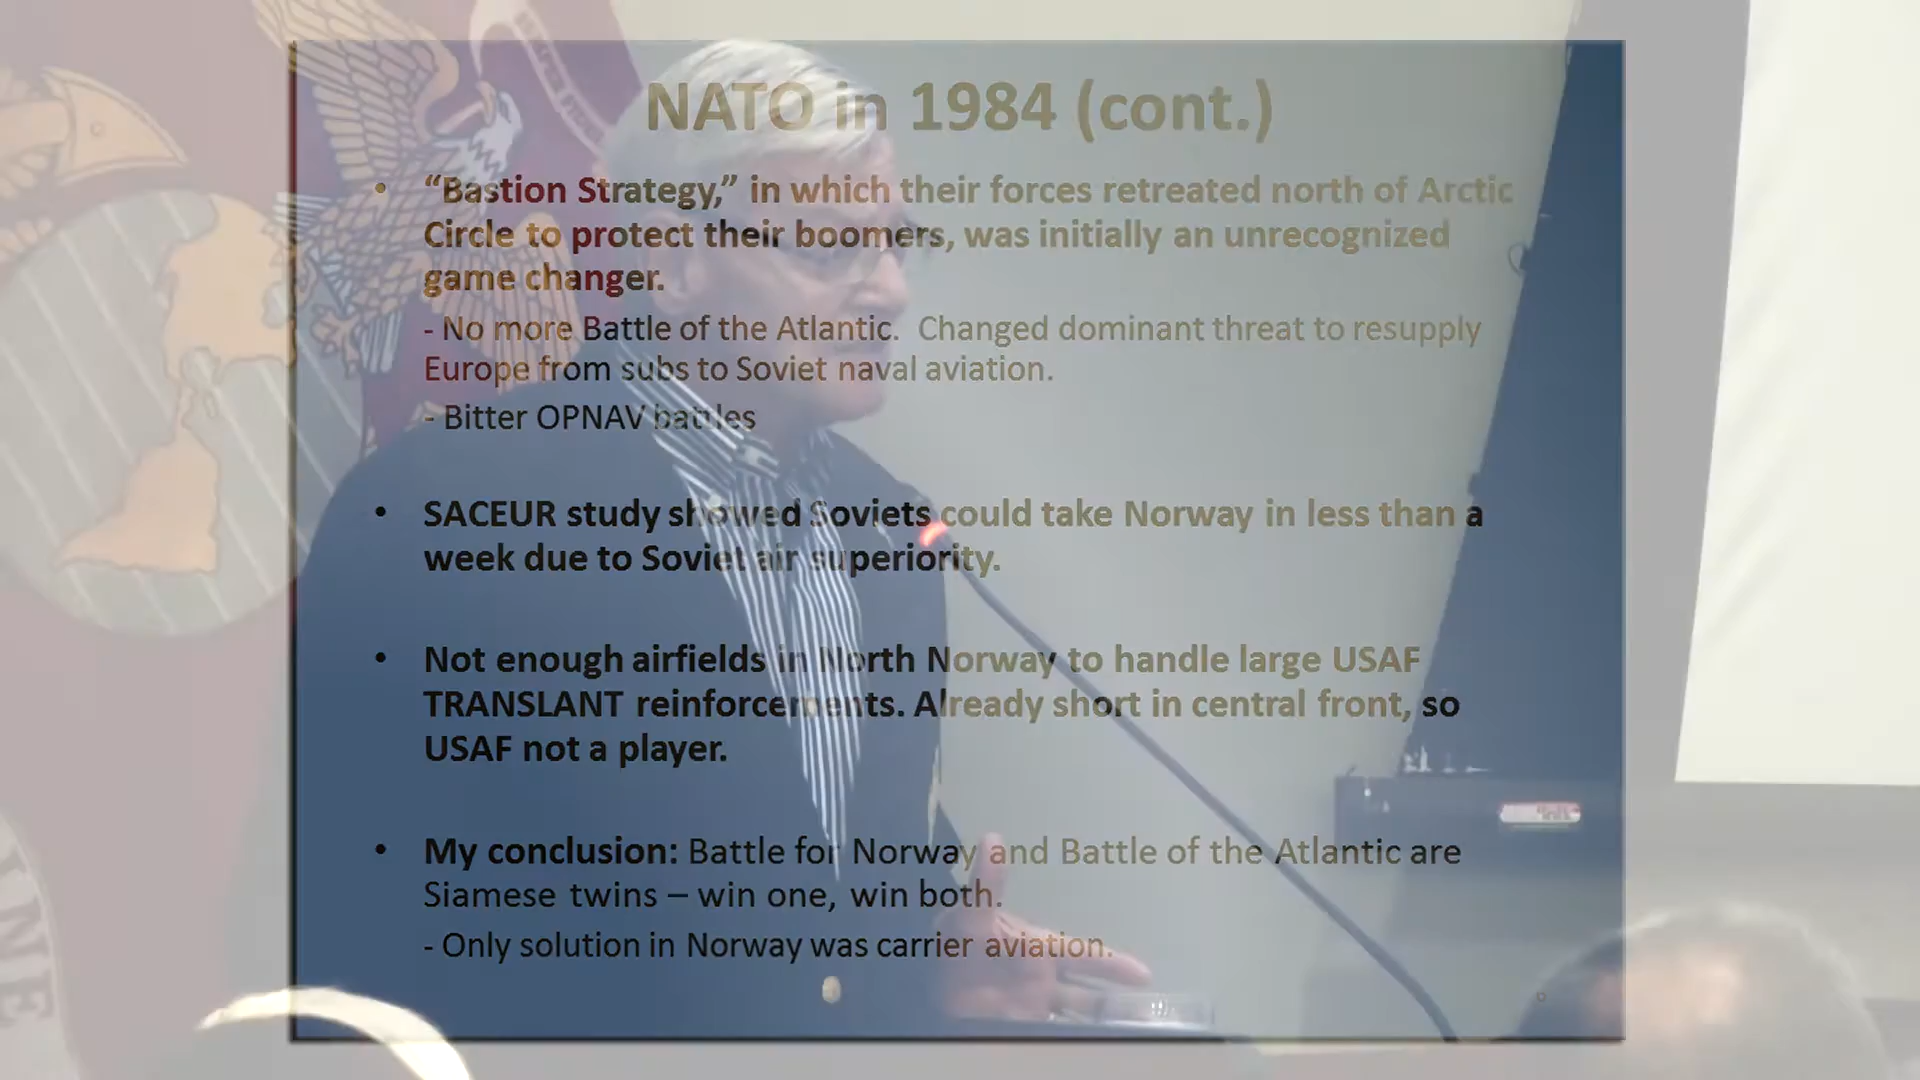 NATO in 1984 (cont.)
• “Bastion Strategy,” in which their forces retreated north of Arctic
Circle to protect their boomers, was initially an unrecognized
game changer.
- No more Battle of the Atlantic. Changed dominant threat to resupply
Europe from subs to Soviet naval aviation.
- Bitter OPNAV battles
• SACEUR study showed Soviets could take Norway in less than a
week due to Soviet air superiority.
• Not enough airfields in North Norway to handle large USAF
TRANSLANT reinforcements. Already short in central front, so
USAF not a player.
• My conclusion: Battle for Norway and Battle of the Atlantic are
Siamese twins – win one, win both.
- Only solution in Norway was carrier aviation.